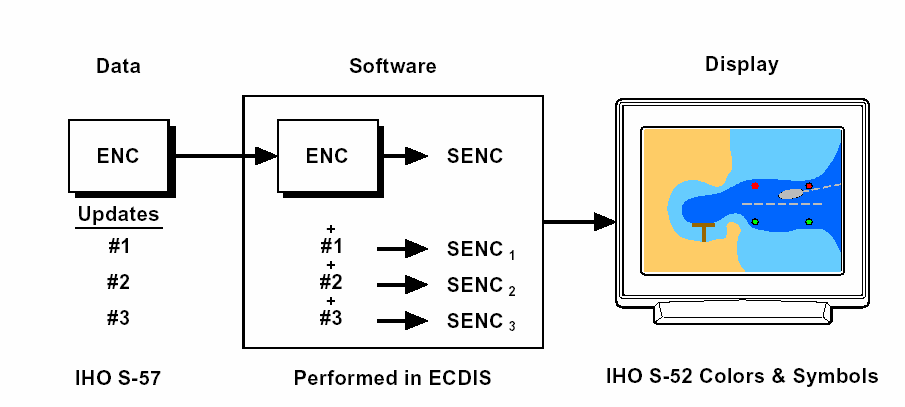 Data
Software
Display
ENC
ENC
SENC
Updates
+
#1
#1
SENC 1
+
#2
#2
SENC 2
+
#3
#3
SENC 3
IHO S-57
Performed in ECDIS
IHO S-52 Colors & Symbols